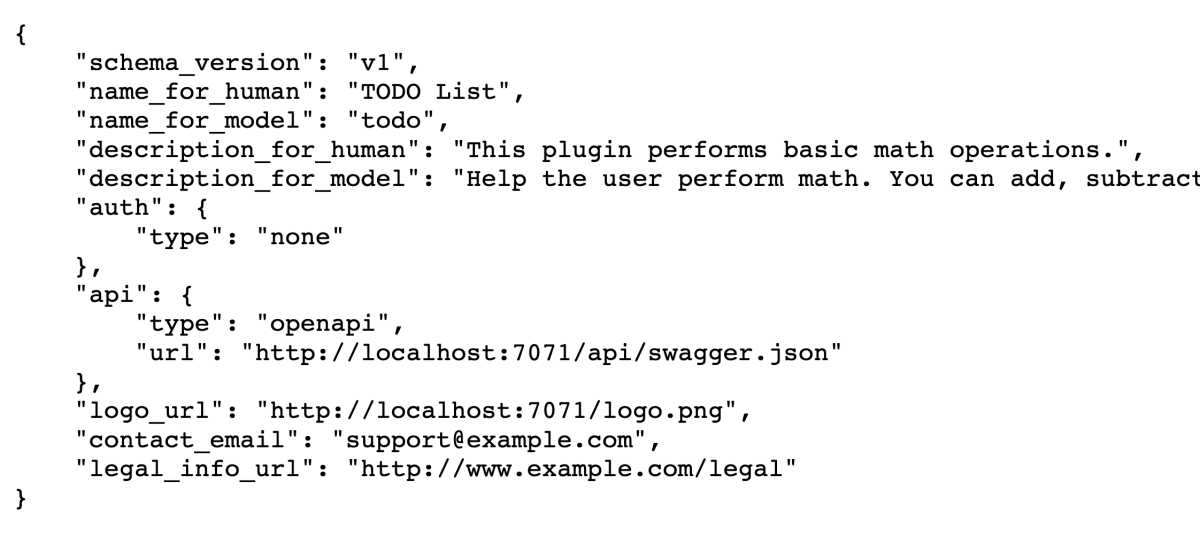 {
    "schema_version": "v1",
    "name_for_human": "TODO List",
    "name_for_model": "todo",
    "description_for_human": "This plugin performs basic math operations.",
    "description_for_model": "Help the user perform math. You can add, subtract
    "auth": {
        "type": "none"
    },
    "api": {
        "type": "openapi",
        "url": "http://localhost:7071/api/swagger.json"
    },
    "logo_url": "http://localhost:7071/logo.png",
    "contact_email": "support@example.com",
    "legal_info_url": "http://www.example.com/legal"
}